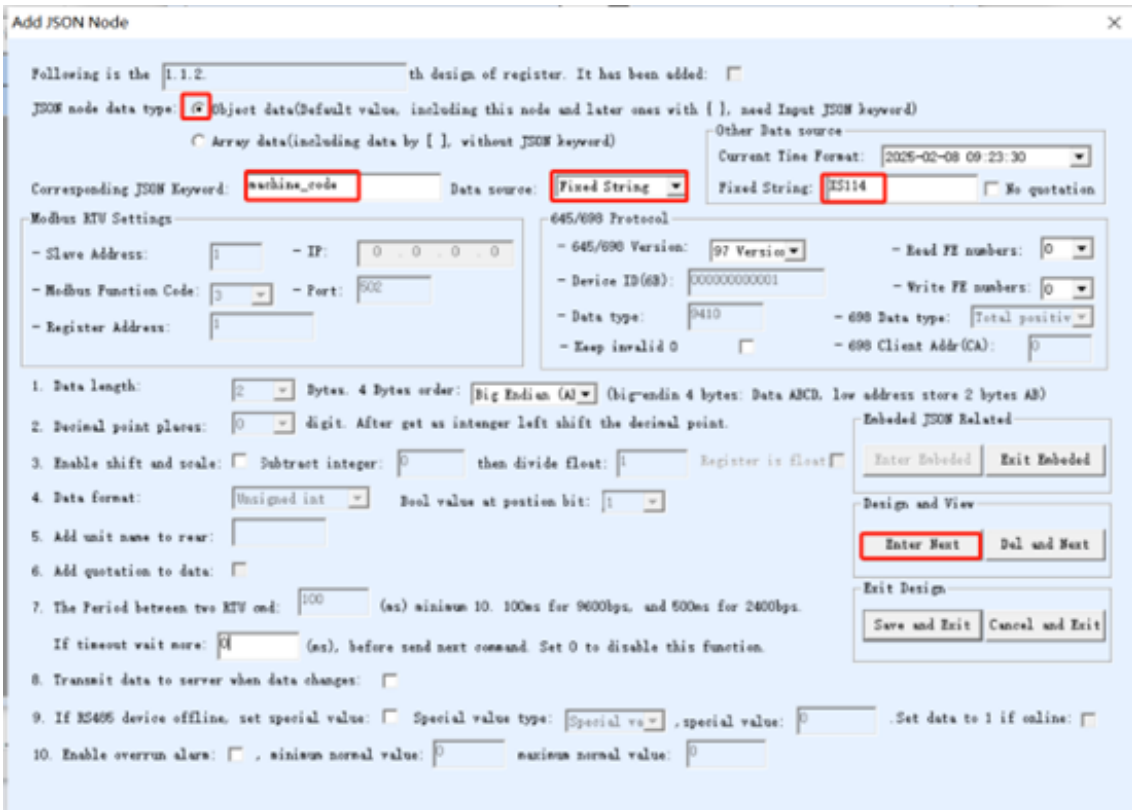 Add JSON Node
Following is the 1.1.2. th design of register. It has been added:
JSON node data type: Object data(Default value, including this node and later ones with { }, need Input JSON keyword)
Array data(including data by [ ], without JSON keyword)
Other Data source
Current Time Format: 2025-02-08 09:23:30
Corresponding JSON Keyword: machine_code Data source: Fixed String Fixed String: XS114 No quotation
Modbus RTU Settings
- Slave Address: 1 - IP: 0 . 0 . 0 . 0
- Modbus Function Code: 3 - Port: 502
- Register Address: 1
645/698 Protocol
- 645/698 Version: 97 Versio - Read FE numbers: 0
- Device ID(6B): 000000000001 - Write FE numbers: 0
- Data type: 9410 - 698 Data type: Total positiv
- Keep invalid 0 - 698 Client Addr(CA): 0
1. Data length: 2 Bytes. 4 Bytes order: Big Endian (A) (big-endin 4 bytes: Data ABCD, low address store 2 bytes AB)
2. Decimal point places: 0 digit. After get as intenger left shift the decimal point.
3. Enable shift and scale: Subtract integer: 0 then divide float: 1 Register is float
4. Data format: Unsigned int Bool value at postion bit: 1
5. Add unit name to rear:
6. Add quotation to data:
7. The Period between two RTU cmd: 100 (ms) minimum 10. 100ms for 9600bps, and 500ms for 2400bps.
If timeout wait more: 0 (ms), before send next command. Set 0 to disable this function.
Embeded JSON Related
Enter Embeded Exit Embeded
Design and View
Enter Next Del and Next
Exit Design
Save and Exit Cancel and Exit
8. Transmit data to server when data changes:
9. If RS485 device offline, set special value: Special value type: Special va ,special value: 0 .Set data to 1 if online:
10. Enable overrun alarm: , minimum normal value: 0 maximum normal value: 0